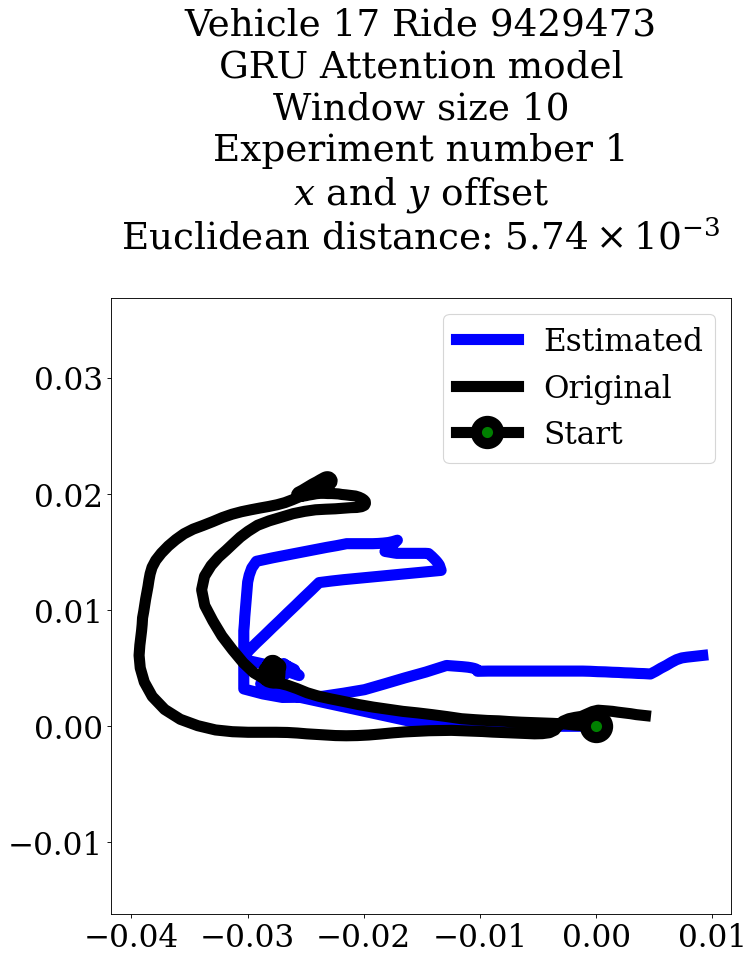 Vehicle 17 Ride 9429473
GRU Attention model
Window size 10
Experiment number 1
x and y offset
Euclidean distance: 5.74 × 10⁻³
Estimated
Original
Start
0.03
0.02
0.01
0.00
−0.01
−0.04 −0.03 −0.02 −0.01 0.00 0.01